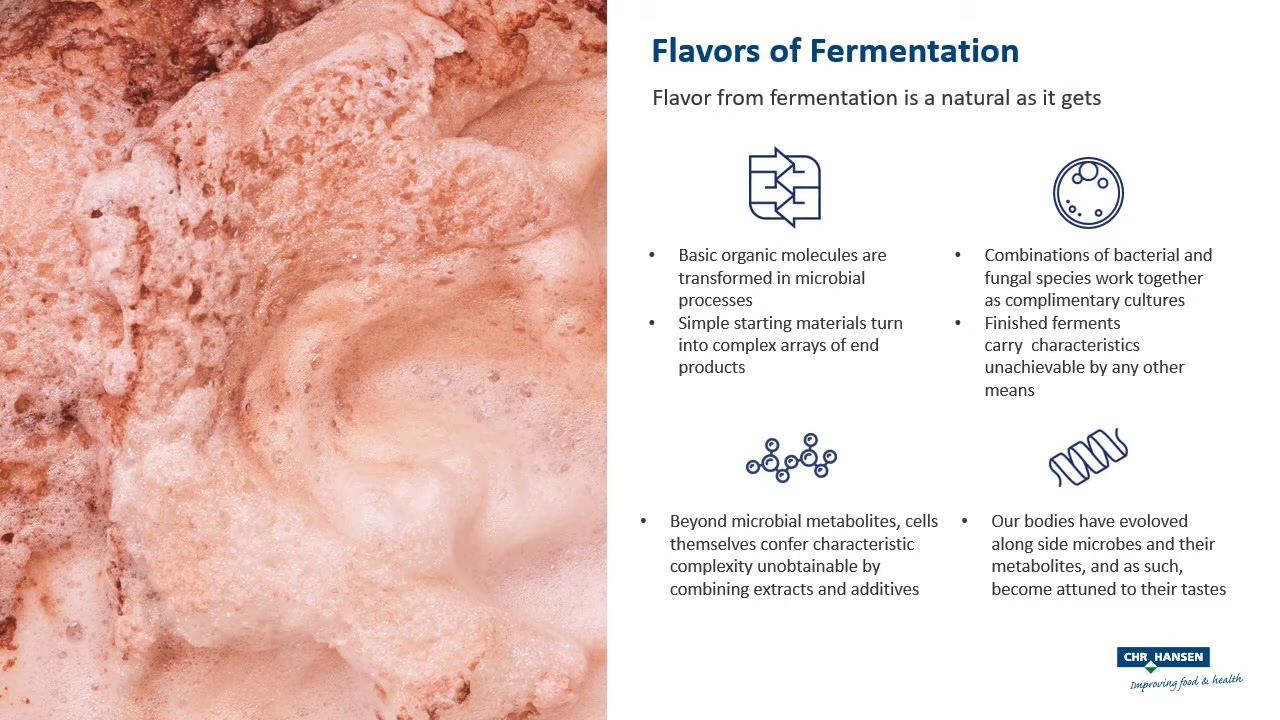 Flavors of Fermentation
Flavor from fermentation is a natural as it gets
• Basic organic molecules are
transformed in microbial
processes
• Simple starting materials turn
into complex arrays of end
products
• Combinations of bacterial and
fungal species work together
as complimentary cultures
• Finished ferments
carry  characteristics
unachievable by any other
means
• Beyond microbial metabolites, cells
themselves confer characteristic
complexity unobtainable by
combining extracts and additives
• Our bodies have evoloved
along side microbes and their
metabolites, and as such,
become attuned to their tastes
CHR HANSEN
Improving food & health